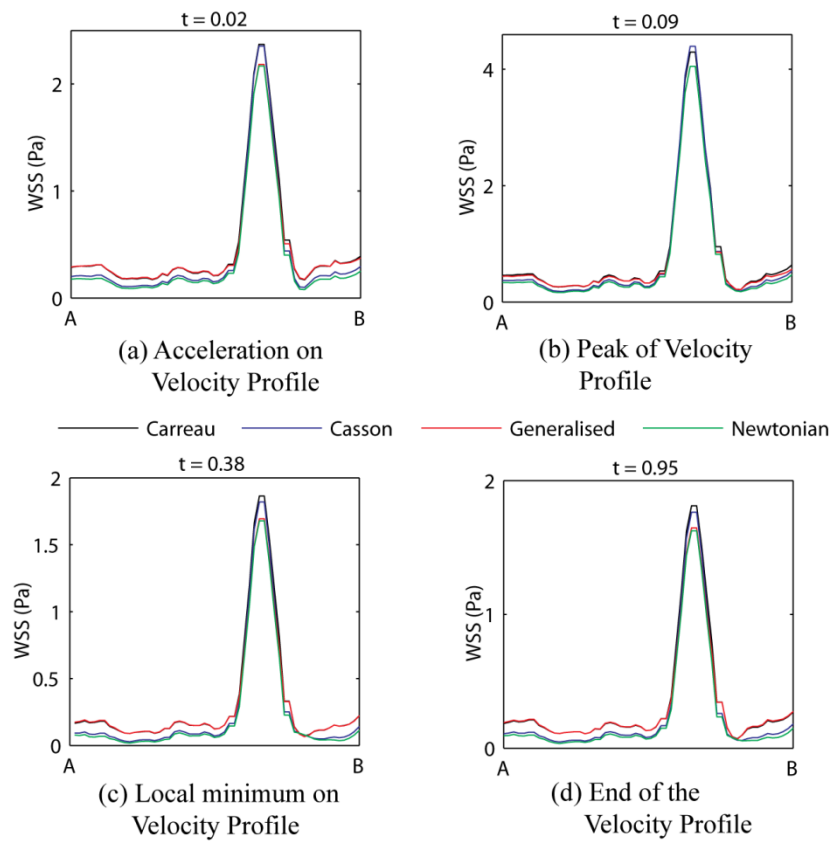 t = 0.02
2
1
0
WSS (Pa)
A
B
(a) Acceleration on
Velocity Profile
t = 0.09
4
2
0
WSS (Pa)
A
B
(b) Peak of Velocity
Profile
Carreau
Casson
Generalised
Newtonian
t = 0.38
2
1.5
1
0.5
0
WSS (Pa)
A
B
(c) Local minimum on
Velocity Profile
t = 0.95
2
1
0
WSS (Pa)
A
B
(d) End of the
Velocity Profile